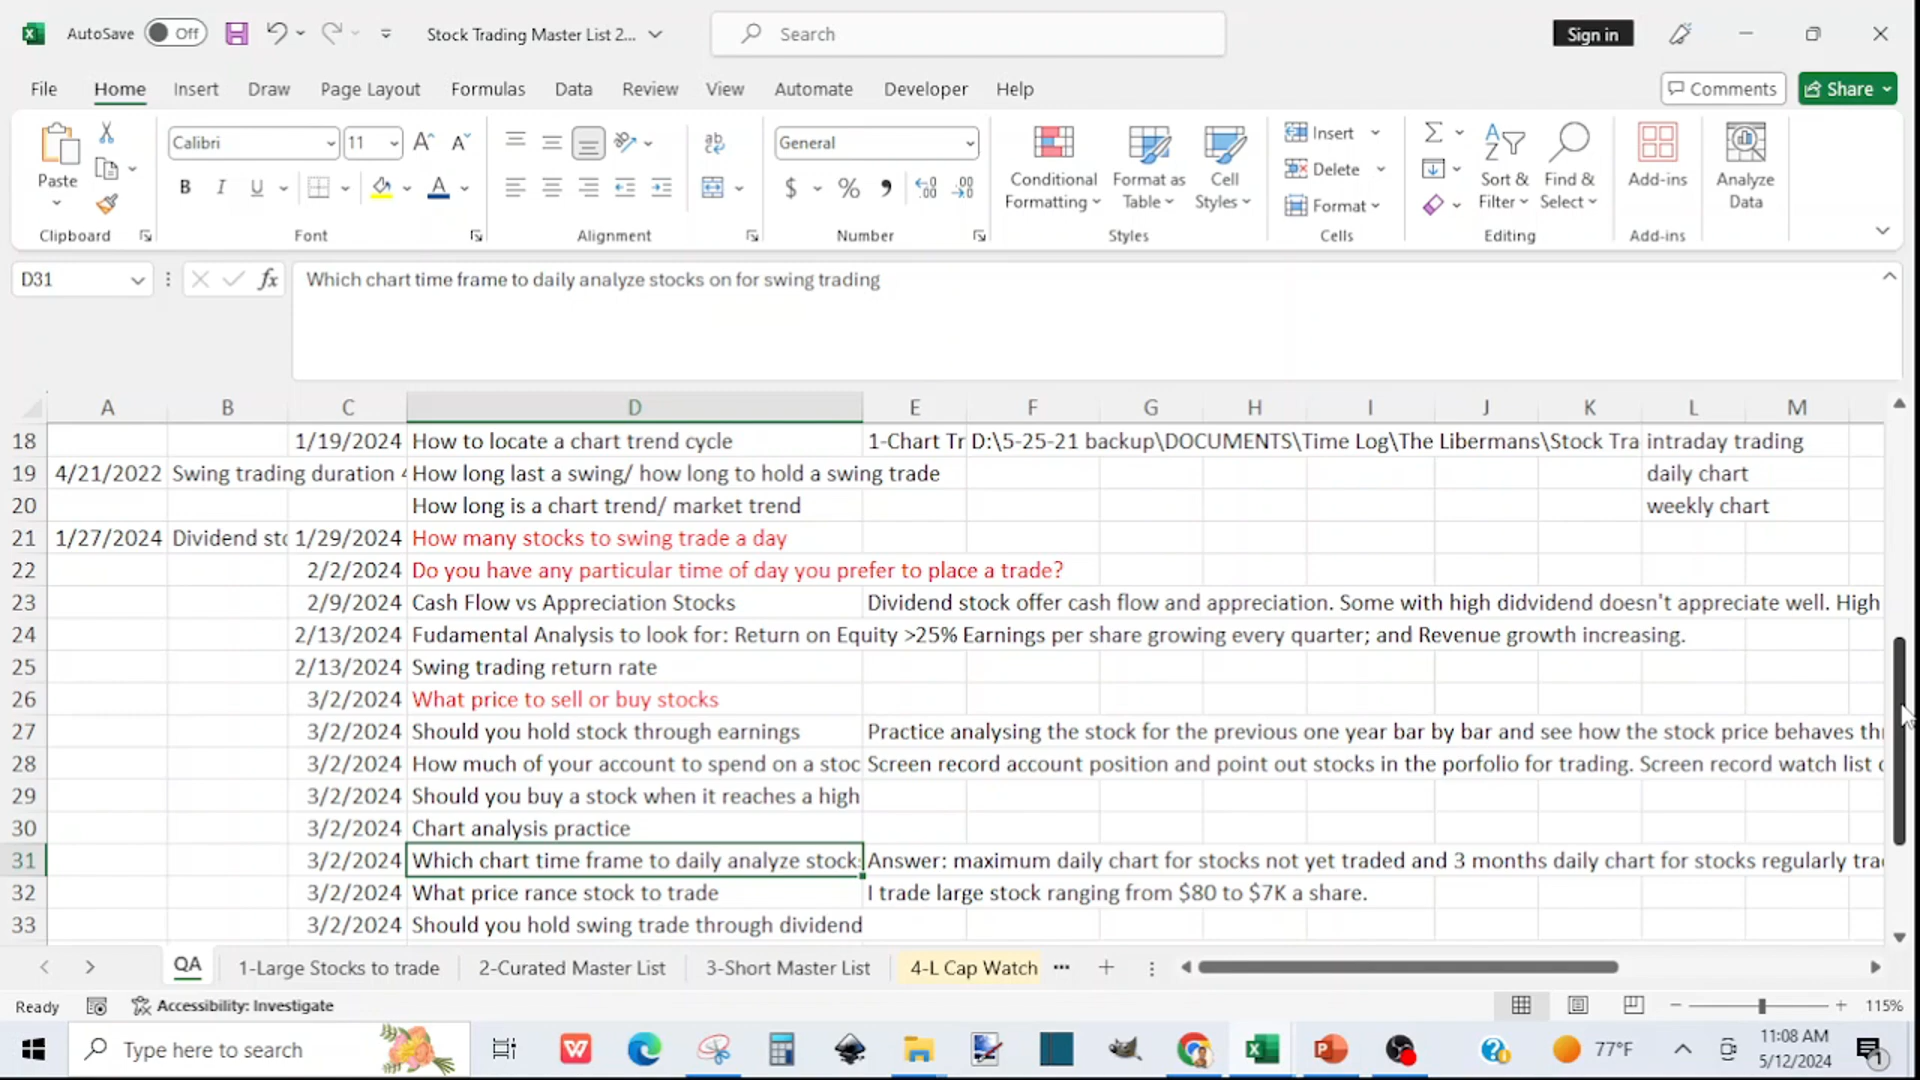 AutoSave Off Stock Trading Master List 2... Search Sign in
File Home Insert Draw Page Layout Formulas Data Review View Automate Developer Help Comments Share
Calibri 11 General
Paste Conditional Formatting Format as Table Cell Styles Insert Delete Format Sort & Filter Find & Select Add-ins Analyze Data
Clipboard Font Alignment Number Styles Cells Editing Add-ins
D31 fx Which chart time frame to daily analyze stocks on for swing trading
A B C D E F G H I J K L M
18 1/19/2024 How to locate a chart trend cycle 1-Chart Tr D:\5-25-21 backup\DOCUMENTS\Time Log\The Libermans\Stock Tra intraday trading
19 4/21/2022 Swing trading duration How long last a swing/ how long to hold a swing trade daily chart
20 How long is a chart trend/ market trend weekly chart
21 1/27/2024 Dividend sto 1/29/2024 How many stocks to swing trade a day
22 2/2/2024 Do you have any particular time of day you prefer to place a trade?
23 2/9/2024 Cash Flow vs Appreciation Stocks Dividend stock offer cash flow and appreciation. Some with high didvidend doesn't appreciate well. High
24 2/13/2024 Fudamental Analysis to look for: Return on Equity >25% Earnings per share growing every quarter; and Revenue growth increasing.
25 2/13/2024 Swing trading return rate
26 3/2/2024 What price to sell or buy stocks
27 3/2/2024 Should you hold stock through earnings Practice analysing the stock for the previous one year bar by bar and see how the stock price behaves thr
28 3/2/2024 How much of your account to spend on a stoc Screen record account position and point out stocks in the porfolio for trading. Screen record watch list
29 3/2/2024 Should you buy a stock when it reaches a high
30 3/2/2024 Chart analysis practice
31 3/2/2024 Which chart time frame to daily analyze stock Answer: maximum daily chart for stocks not yet traded and 3 months daily chart for stocks regularly tra
32 3/2/2024 What price rance stock to trade I trade large stock ranging from $80 to $7K a share.
33 3/2/2024 Should you hold swing trade through dividend
QA 1-Large Stocks to trade 2-Curated Master List 3-Short Master List 4-L Cap Watch ...
Ready Accessibility: Investigate 115%
Type here to search 77°F 11:08 AM
5/12/2024